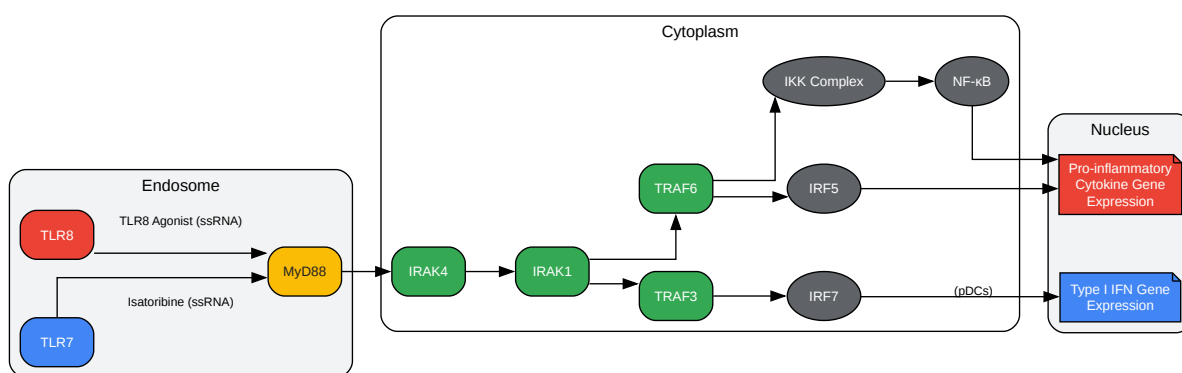 Cytoplasm
IKK Complex
NF-κB
Nucleus
Pro-inflammatory
Cytokine Gene
Expression
Endosome
TRAF6
IRF5
TLR8 Agonist (ssRNA)
TLR8
MyD88
IRAK4
IRAK1
TRAF3
IRF7
(pDCs)
Type I IFN Gene
Expression
Isatoribine (ssRNA)
TLR7